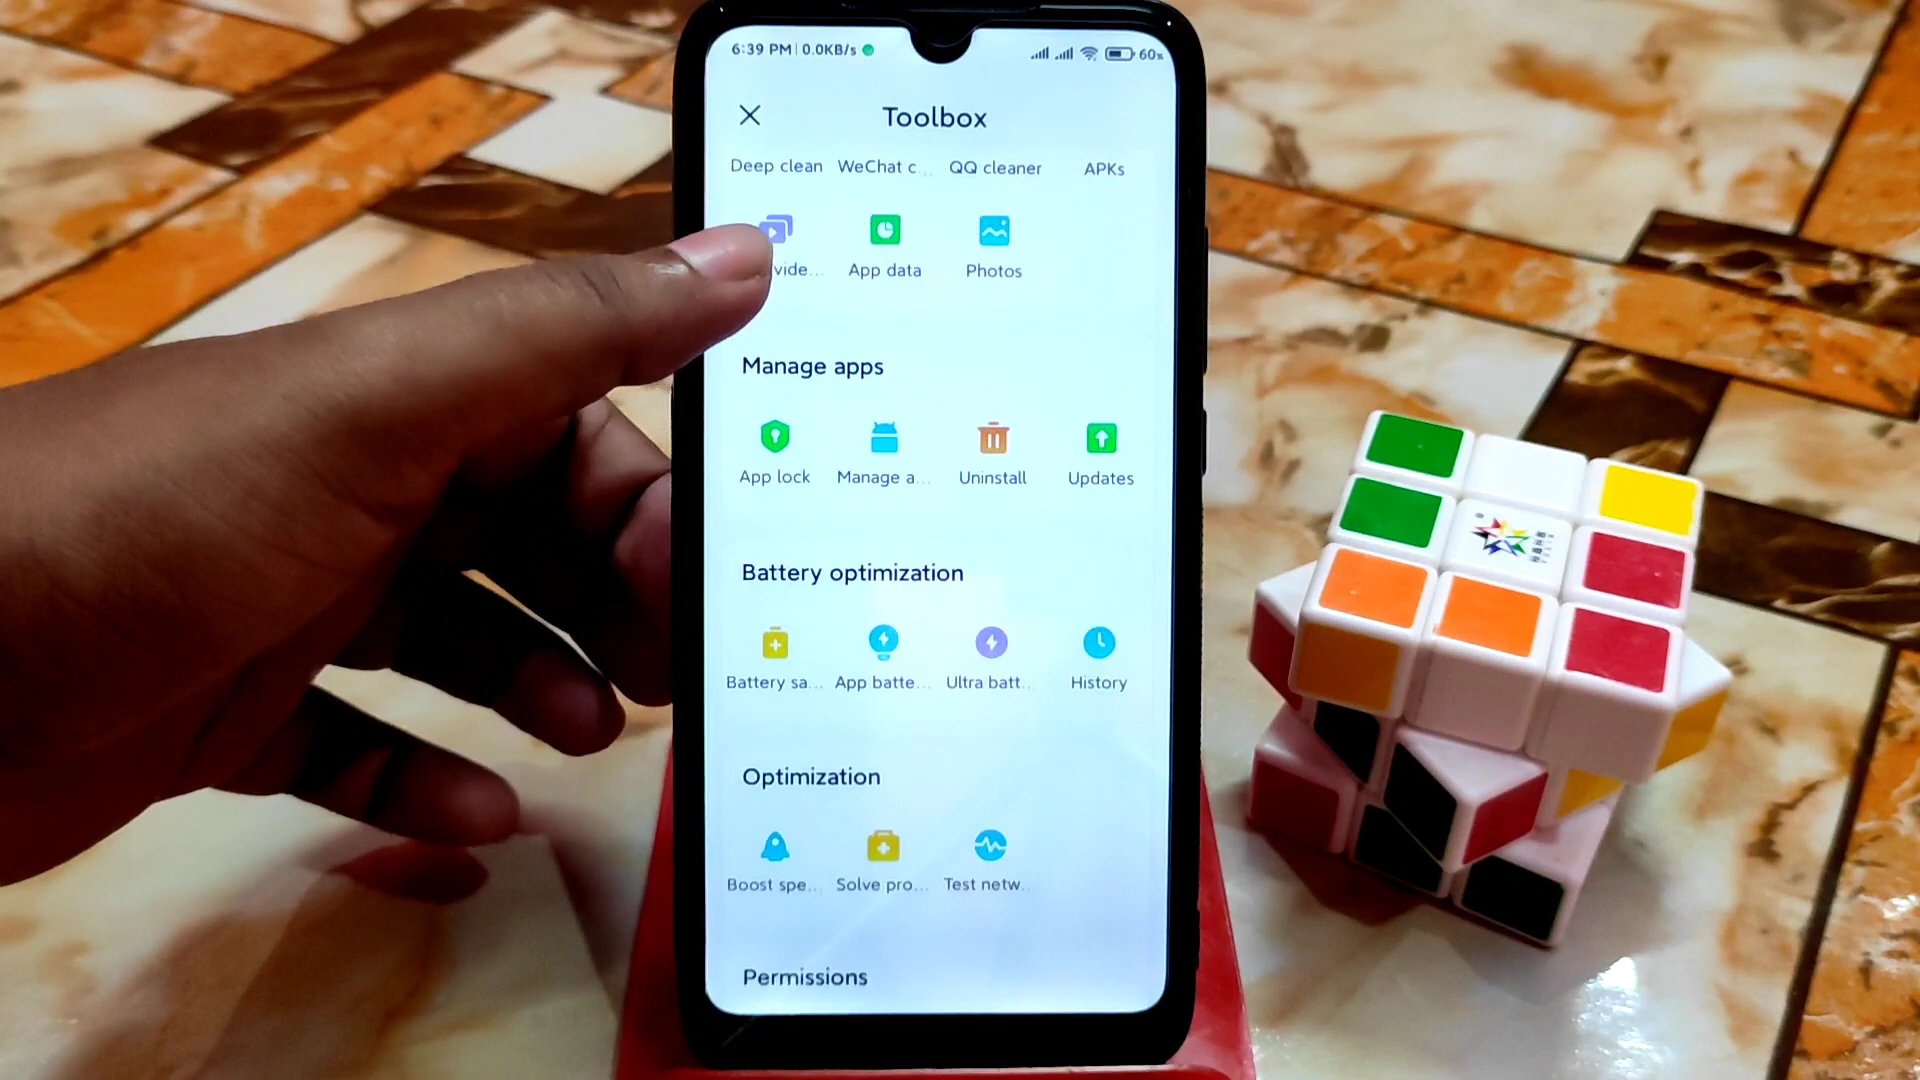 6:39 PM | 0.0KB/s 60%
Toolbox
Deep clean WeChat c... QQ cleaner APKs
vide... App data Photos
Manage apps
App lock Manage a... Uninstall Updates
Battery optimization
Battery sa... App batte... Ultra batt... History
Optimization
Boost spe... Solve pro... Test netw...
Permissions